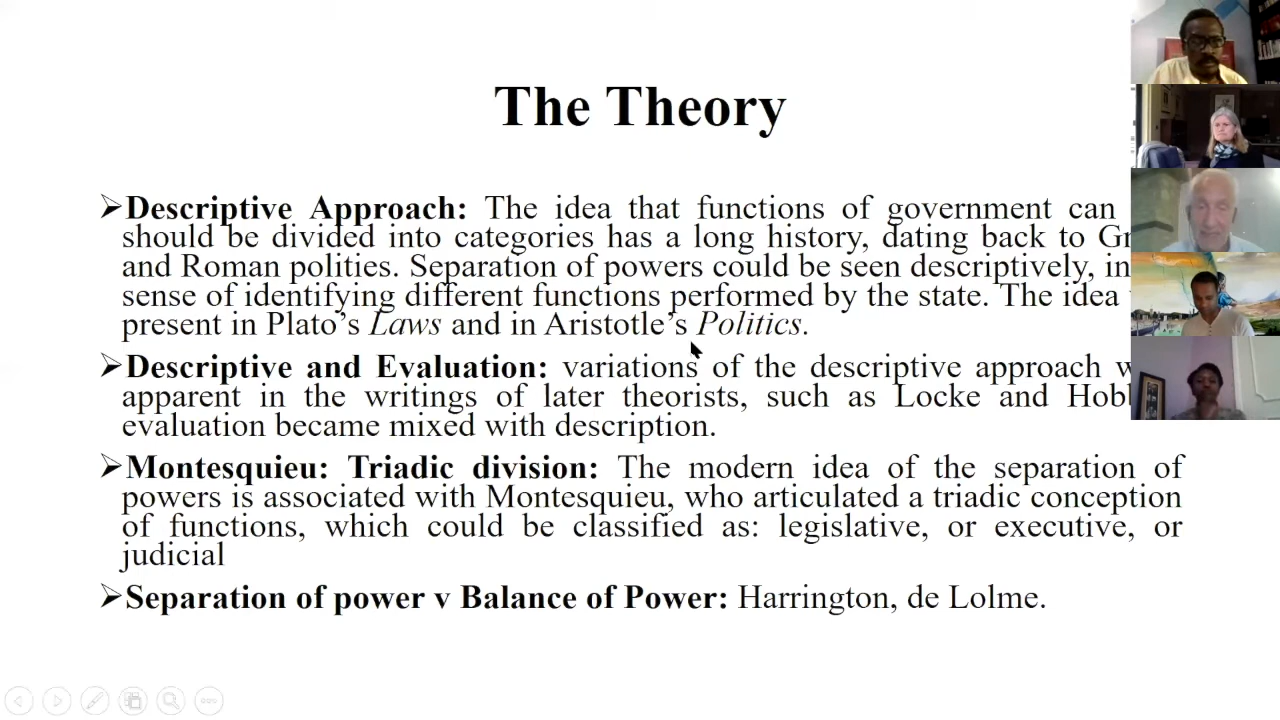 The Theory
➢Descriptive Approach: The idea that functions of government can
should be divided into categories has a long history, dating back to
and Roman polities. Separation of powers could be seen descriptively, in
sense of identifying different functions performed by the state. The idea
present in Plato’s Laws and in Aristotle’s Politics.
➢Descriptive and Evaluation: variations of the descriptive approach
apparent in the writings of later theorists, such as Locke and
evaluation became mixed with description.
➢Montesquieu: Triadic division: The modern idea of the separation of
powers is associated with Montesquieu, who articulated a triadic conception
of functions, which could be classified as: legislative, or executive, or
judicial
➢Separation of power v Balance of Power: Harrington, de Lolme.